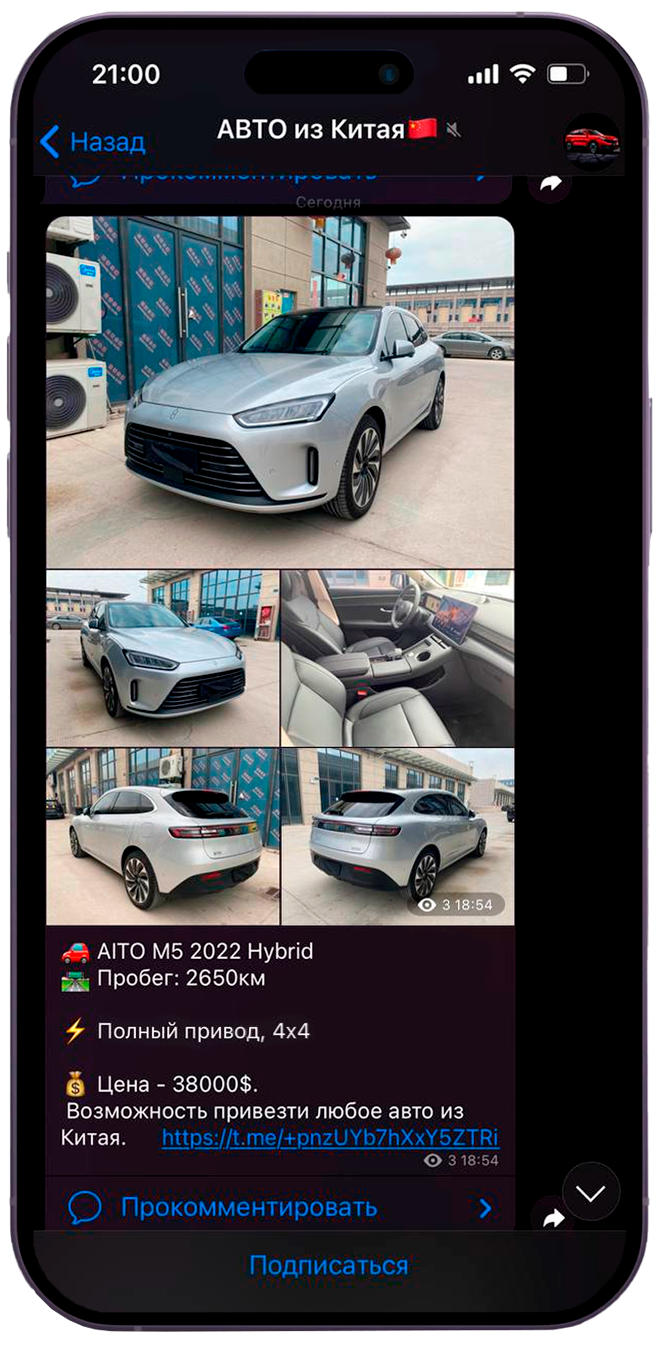 21:00
Назад
АВТО из Китая🇨🇳
Прокомментировать
Сегодня
3 18:54
🚗 AITO M5 2022 Hybrid
🛣 Пробег: 2650км
⚡ Полный привод, 4x4
💰 Цена - 38000$.
Возможность привезти любое авто из
Китая. https://t.me/+pnzUYb7hXxY5ZTRi
3 18:54
Прокомментировать
Подписаться